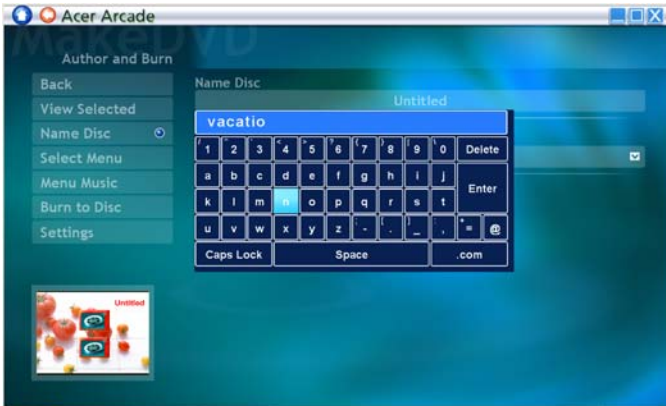 Acer Arcade
MakeDVD
Author and Burn
Back
View Selected
Name Disc
Select Menu
Menu Music
Burn to Disc
Settings
Name Disc
Untitled
vacatio
1 2 3 4 5 6 7 8 9 0 Delete
a b c d e f g h i j
Enter
k l m n o p q r s t
u v w x y z - . _ , = @
Caps Lock Space .com
Untitled